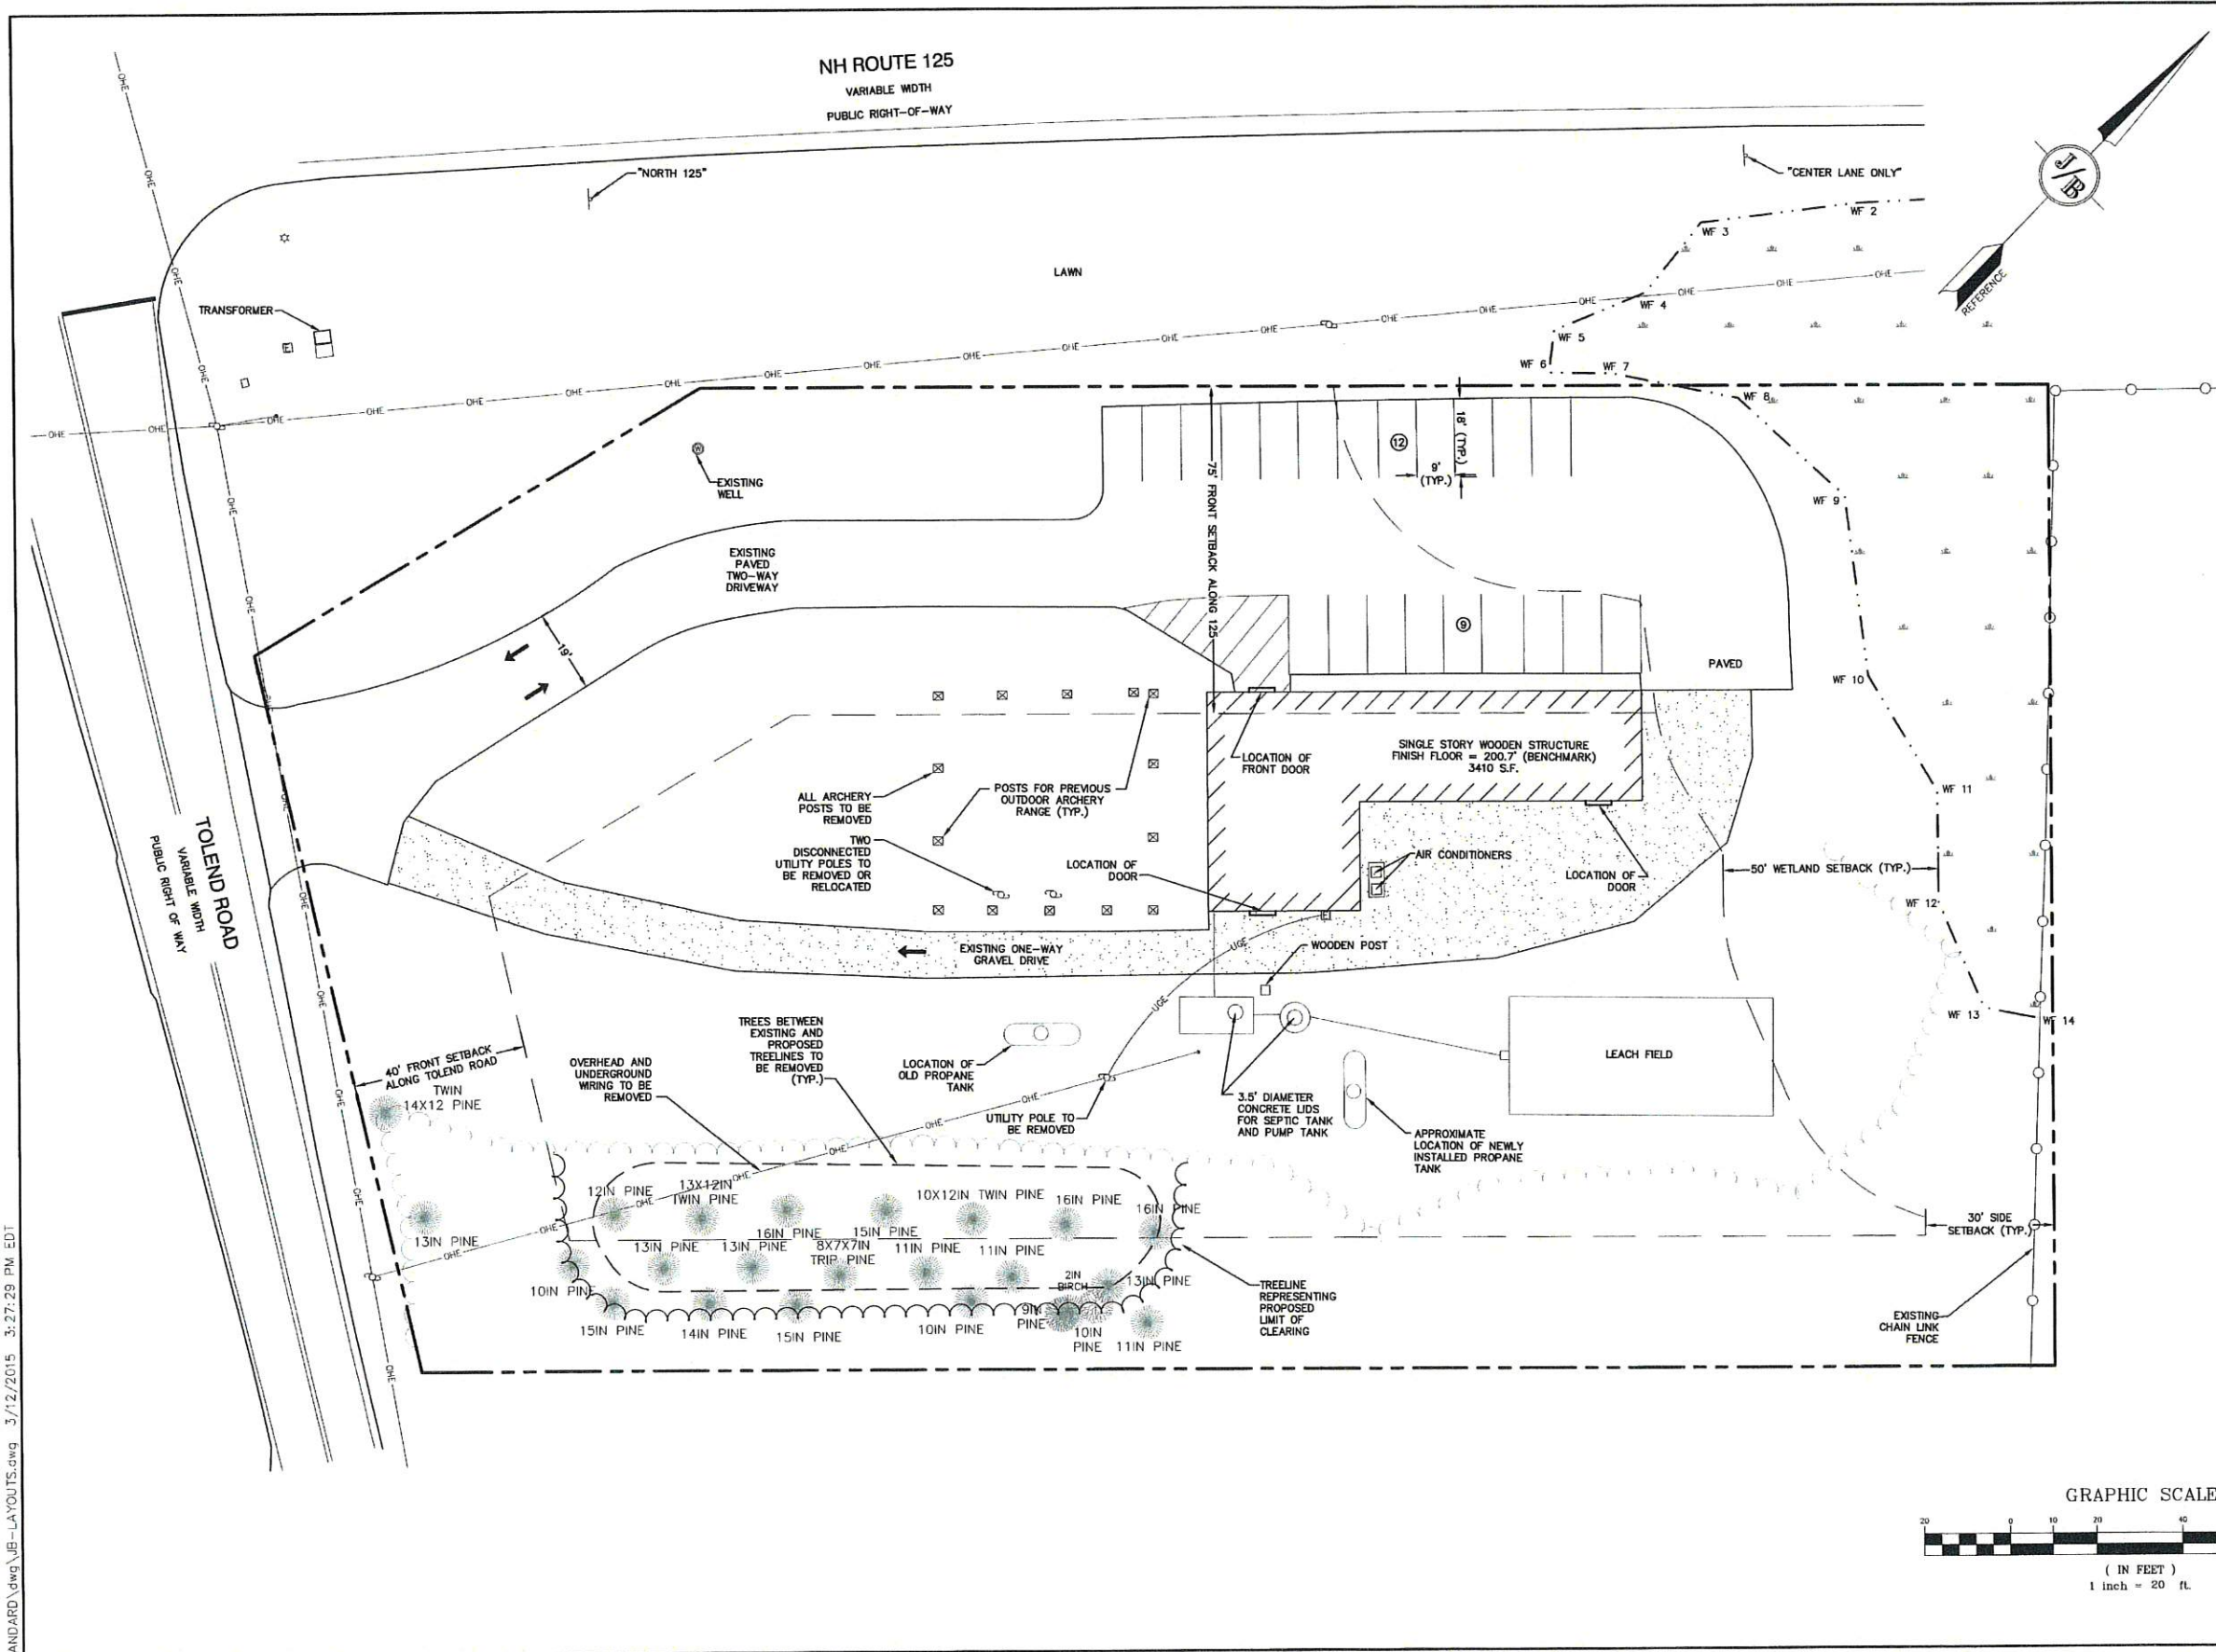 NH ROUTE 125
VARIABLE WIDTH
PUBLIC RIGHT-OF-WAY
"NORTH 125"
"CENTER LANE ONLY"
J/B
REFERENCE
LAWN
TRANSFORMER
E
WF 2
WF 3
WF 4
WF 5
WF 6
WF 7
WF 8
WF 9
WF 10
WF 11
WF 12
WF 13
WF 14
OHE
W
EXISTING
WELL
12
18' (TYP.)
9'
(TYP.)
75' FRONT SETBACK ALONG 125
EXISTING
PAVED
TWO-WAY
DRIVEWAY
19'
9
PAVED
SINGLE STORY WOODEN STRUCTURE
FINISH FLOOR = 200.7' (BENCHMARK)
3410 S.F.
LOCATION OF
FRONT DOOR
ALL ARCHERY
POSTS TO BE
REMOVED
POSTS FOR PREVIOUS
OUTDOOR ARCHERY
RANGE (TYP.)
TWO
DISCONNECTED
UTILITY POLES TO
BE REMOVED OR
RELOCATED
LOCATION OF
DOOR
AIR CONDITIONERS
LOCATION OF
DOOR
50' WETLAND SETBACK (TYP.)
TOLEND ROAD
VARIABLE WIDTH
PUBLIC RIGHT OF WAY
EXISTING ONE-WAY
GRAVEL DRIVE
UGE
E
WOODEN POST
UGE
40' FRONT SETBACK
ALONG TOLEND ROAD
TWIN
14X12 PINE
OVERHEAD AND
UNDERGROUND
WIRING TO BE
REMOVED
TREES BETWEEN
EXISTING AND
PROPOSED
TREELINES TO
BE REMOVED
(TYP.)
LOCATION OF
OLD PROPANE
TANK
UTILITY POLE TO
BE REMOVED
3.5' DIAMETER
CONCRETE LIDS
FOR SEPTIC TANK
AND PUMP TANK
LEACH FIELD
APPROXIMATE
LOCATION OF NEWLY
INSTALLED PROPANE
TANK
12IN PINE
13X12IN
TWIN PINE
16IN PINE
15IN PINE
10X12IN TWIN PINE
16IN PINE
16IN PINE
13IN PINE
13IN PINE
13IN PINE
8X7X7IN
TRIP PINE
11IN PINE
11IN PINE
2IN
BIRCH
13IN PINE
10IN PINE
15IN PINE
14IN PINE
15IN PINE
10IN PINE
9IN
PINE
10IN
PINE
11IN PINE
TREELINE
REPRESENTING
PROPOSED
LIMIT OF
CLEARING
30' SIDE
SETBACK (TYP.)
EXISTING
CHAIN LINK
FENCE
GRAPHIC SCALE
20 0 10 20 40
( IN FEET )
1 inch = 20 ft.
ANDARD\dwg\JB-LAYOUTS.dwg 3/12/2015 3:27:29 PM EDT